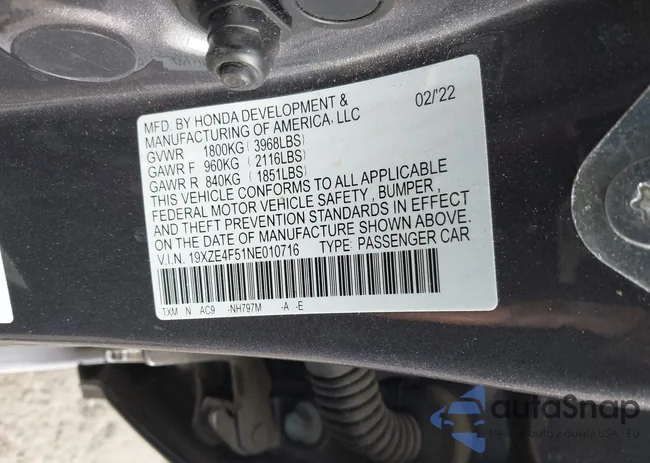 MFD. BY HONDA DEVELOPMENT & 02/'22
MANUFACTURING OF AMERICA, LLC
GVWR 1800KG (3968LBS)
GAWR F 960KG (2116LBS)
GAWR R 840KG (1851LBS)
THIS VEHICLE CONFORMS TO ALL APPLICABLE
FEDERAL MOTOR VEHICLE SAFETY, BUMPER,
AND THEFT PREVENTION STANDARDS IN EFFECT
ON THE DATE OF MANUFACTURE SHOWN ABOVE.
V.I.N. 19XZE4F51NE010716 TYPE: PASSENGER CAR
TXM N AC9 -NH797M -A -E
autoSnap